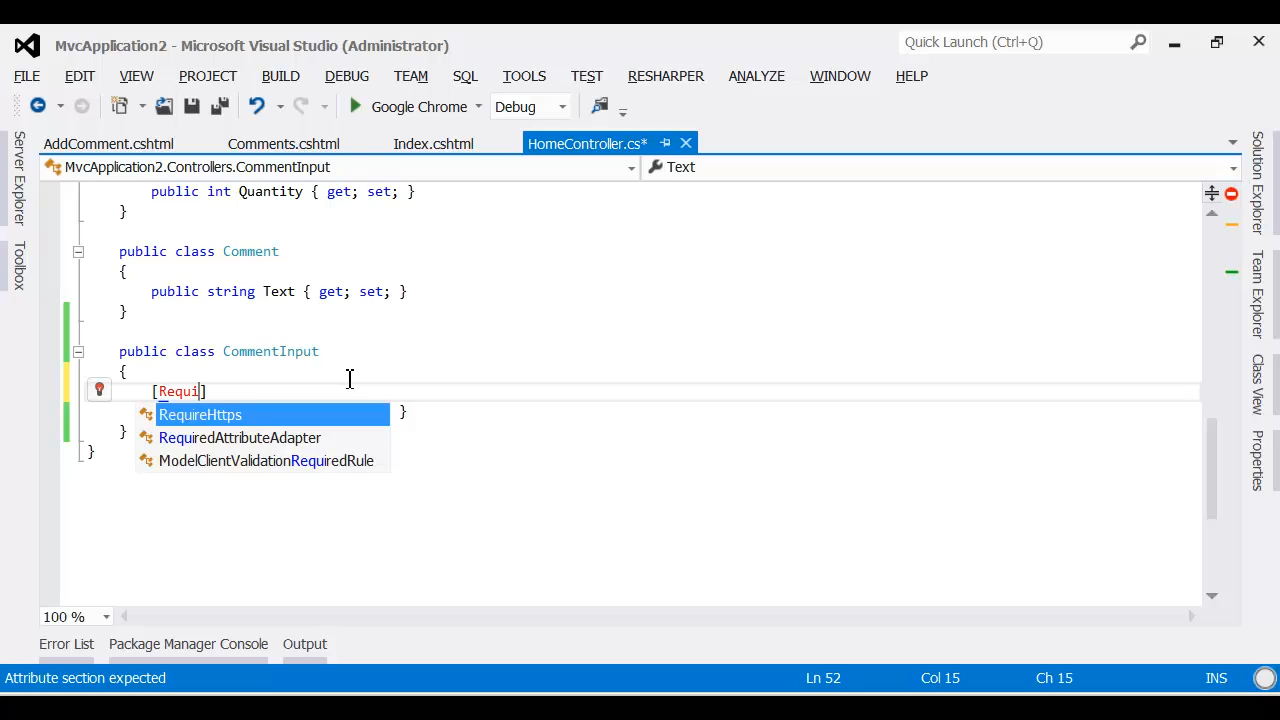 MvcApplication2 - Microsoft Visual Studio (Administrator)
Quick Launch (Ctrl+Q)
FILE EDIT VIEW PROJECT BUILD DEBUG TEAM SQL TOOLS TEST RESHARPER ANALYZE WINDOW HELP
Google Chrome Debug
AddComment.cshtml Comments.cshtml Index.cshtml HomeController.cs*
MvcApplication2.Controllers.CommentInput Text
Server Explorer
Toolbox
public int Quantity { get; set; }
}
public class Comment
{
public string Text { get; set; }
}
public class CommentInput
{
[Requi]
RequireHttps
}
RequiredAttributeAdapter
}
ModelClientValidationRequiredRule
}
Solution Explorer
Team Explorer
Class View
Properties
100 %
Error List Package Manager Console Output
Attribute section expected Ln 52 Col 15 Ch 15 INS